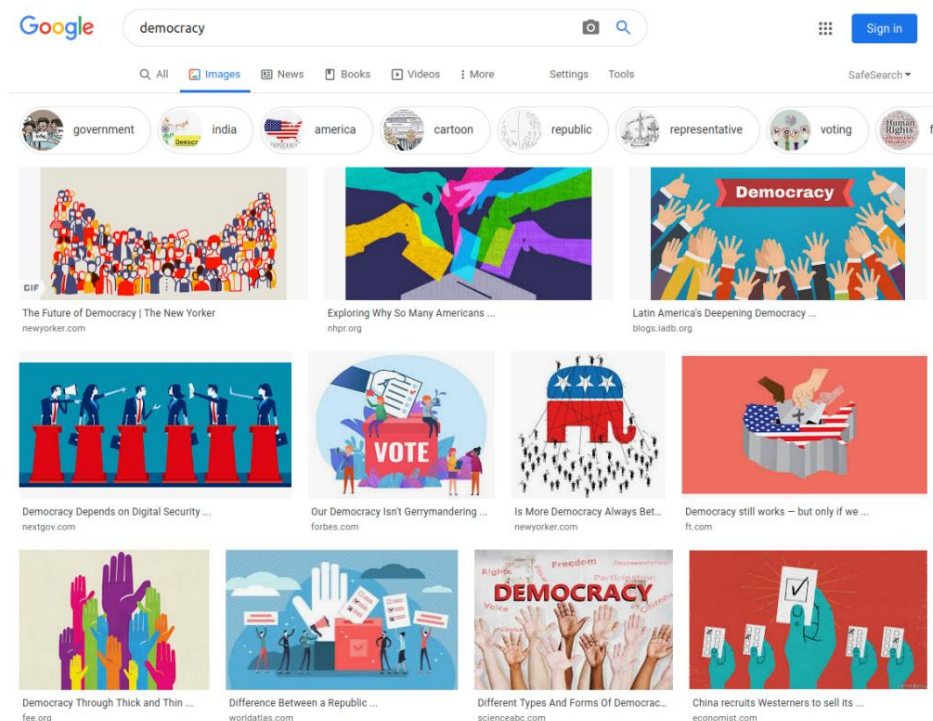 Google
democracy
Sign in
All
Images
News
Books
Videos
More
Settings
Tools
SafeSearch
government
india
america
cartoon
republic
representative
voting
Human
Rights
f
Democracy
GIF
The Future of Democracy | The New Yorker
newyorker.com
Exploring Why So Many Americans ...
nhpr.org
Latin America's Deepening Democracy ...
blogs.iadb.org
VOTE
Democracy Depends on Digital Security ...
nextgov.com
Our Democracy Isn't Gerrymandering ...
forbes.com
Is More Democracy Always Bet...
newyorker.com
Democracy still works — but only if we ...
ft.com
Rights
Freedom
Representation
Participation
DEMOCRACY
Voice
Citizens
Democracy Through Thick and Thin ...
fee.org
Difference Between a Republic ...
worldatlas.com
Different Types And Forms Of Democrac...
scienceabc.com
China recruits Westerners to sell its ...
economist.com